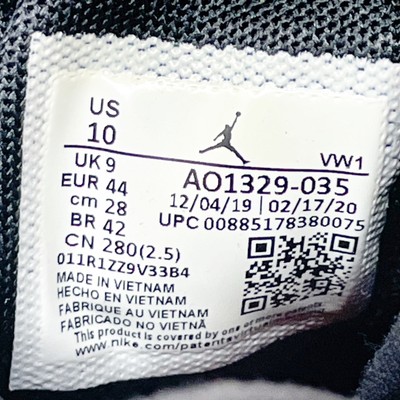 US
10
VW1
UK 9
AO1329-035
EUR 44
12/04/19 | 02/17/20
cm 28
UPC 00885178380075
BR 42
CN 280(2.5)
011R1ZZ9V33B4
MADE IN VIETNAM
HECHO EN VIETNAM
FABRIQUE AU VIETNAM
FABRICADO NO VIETNÃ
This product is covered by one or more patents.
www.nike.com/patents